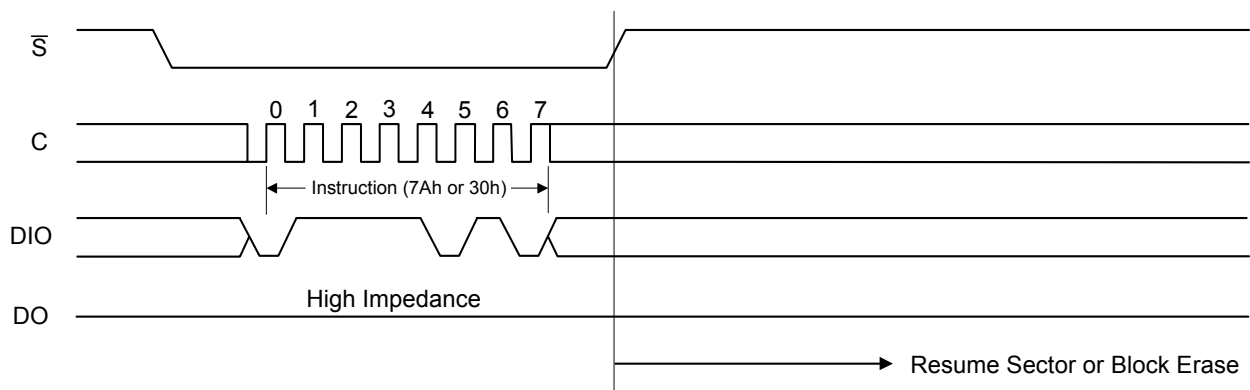 S̅
0 1 2 3 4 5 6 7
C
Instruction (7Ah or 30h)
DIO
High Impedance
DO
Resume Sector or Block Erase